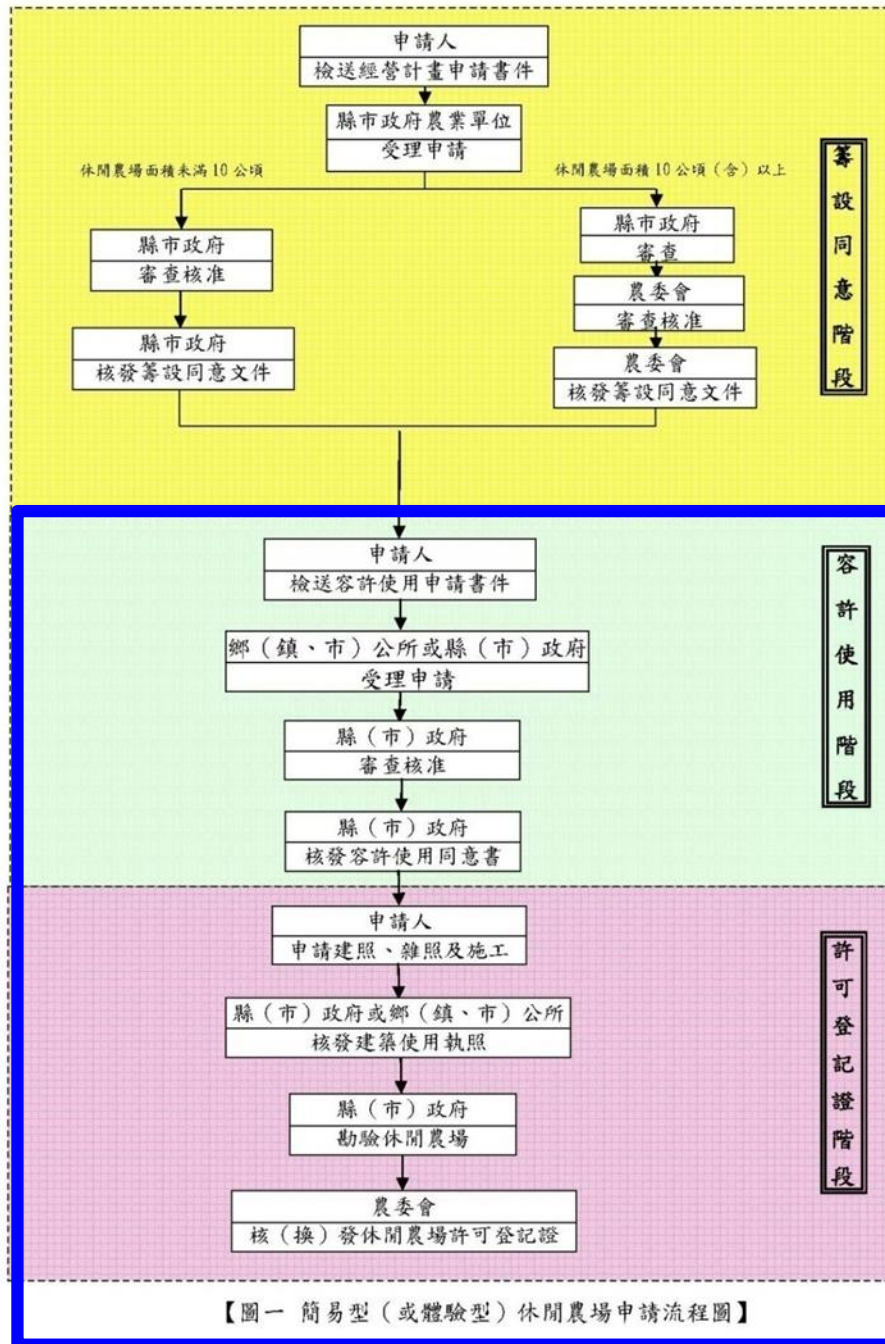 申請人
檢送經營計畫申請書件
縣市政府農業單位
受理申請
休閒農場面積未滿10公頃
休閒農場面積10公頃（含）以上
縣市政府
審查核准
縣市政府
核發籌設同意文件
縣市政府
審查
農委會
審查核准
農委會
核發籌設同意文件
籌設同意階段
申請人
檢送容許使用申請書件
鄉（鎮、市）公所或縣（市）政府
受理申請
縣（市）政府
審查核准
縣（市）政府
核發容許使用同意書
容許使用階段
申請人
申請建照、雜照及施工
縣（市）政府或鄉（鎮、市）公所
核發建築使用執照
縣（市）政府
勘驗休閒農場
農委會
核（換）發休閒農場許可登記證
許可登記證階段
【圖一 簡易型（或體驗型）休閒農場申請流程圖】